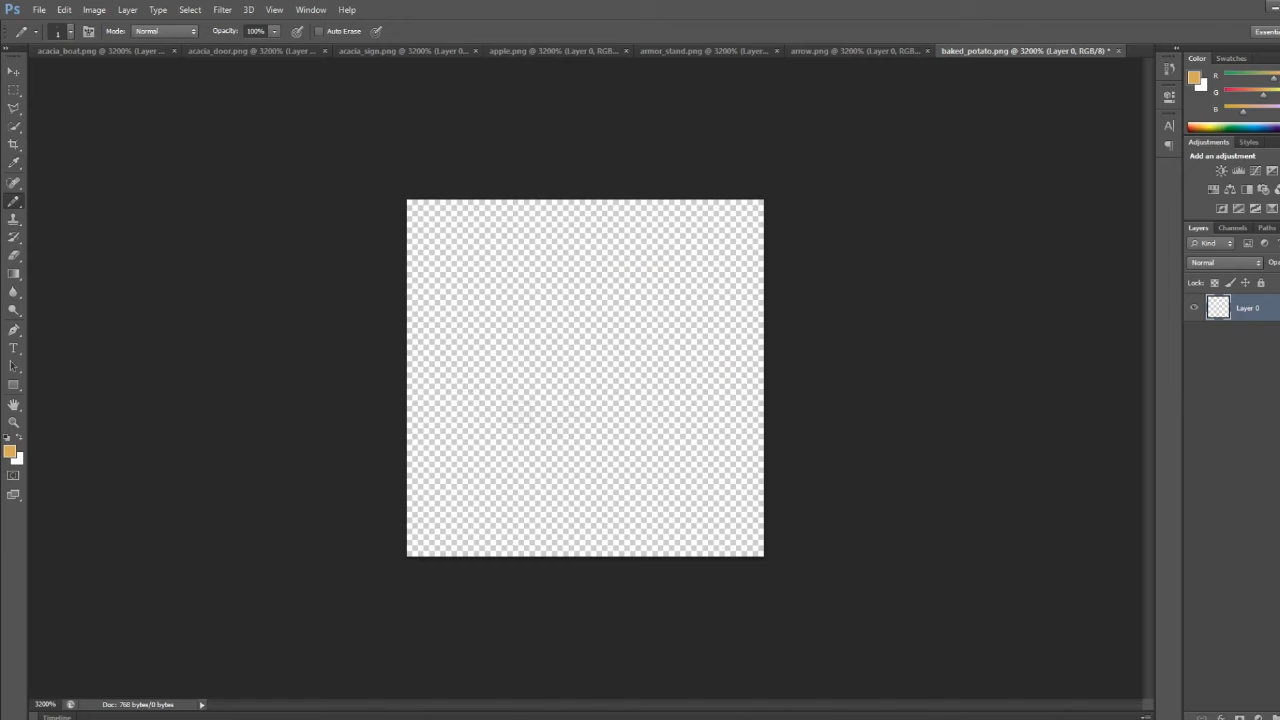 Ps File Edit Image Layer Type Select Filter 3D View Window Help
1 Mode: Normal Opacity: 100% Auto Erase
acacia_boat.png @ 3200% (Layer ... × acacia_door.png @ 3200% (Layer ... × acacia_sign.png @ 3200% (Layer 0... × apple.png @ 3200% (Layer 0, RGB... × armor_stand.png @ 3200% (Layer... × arrow.png @ 3200% (Layer 0, RGB... × baked_potato.png @ 3200% (Layer 0, RGB/8) * ×
Color Swatches
R
G
B
Adjustments Styles
Add an adjustment
Layers Channels Paths
Kind
Normal
Lock:
Layer 0
3200% Doc: 768 bytes/0 bytes
Timeline